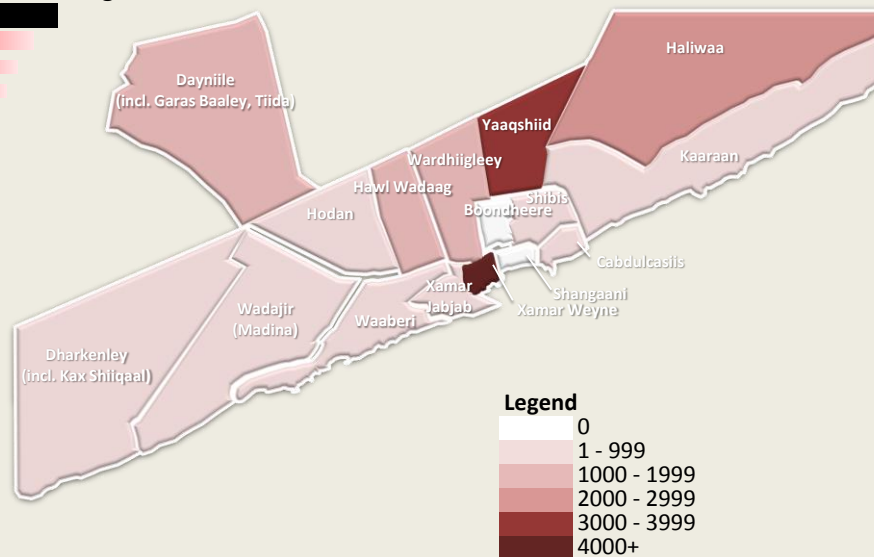 Haliwaa
Dayniile
(incl. Garas Baaley, Tiida)
Yaaqshiid
Kaaraan
Wardhiigleey
Hawl Wadaag
Shibis
Boondheere
Hodan
Cabdulcasiis
Xamar
Jabjab
Shangaani
Xamar Weyne
Wadajir
(Madina)
Waaberi
Dharkenley
(incl. Kax Shiiqaal)
Legend
0
1 - 999
1000 - 1999
2000 - 2999
3000 - 3999
4000+